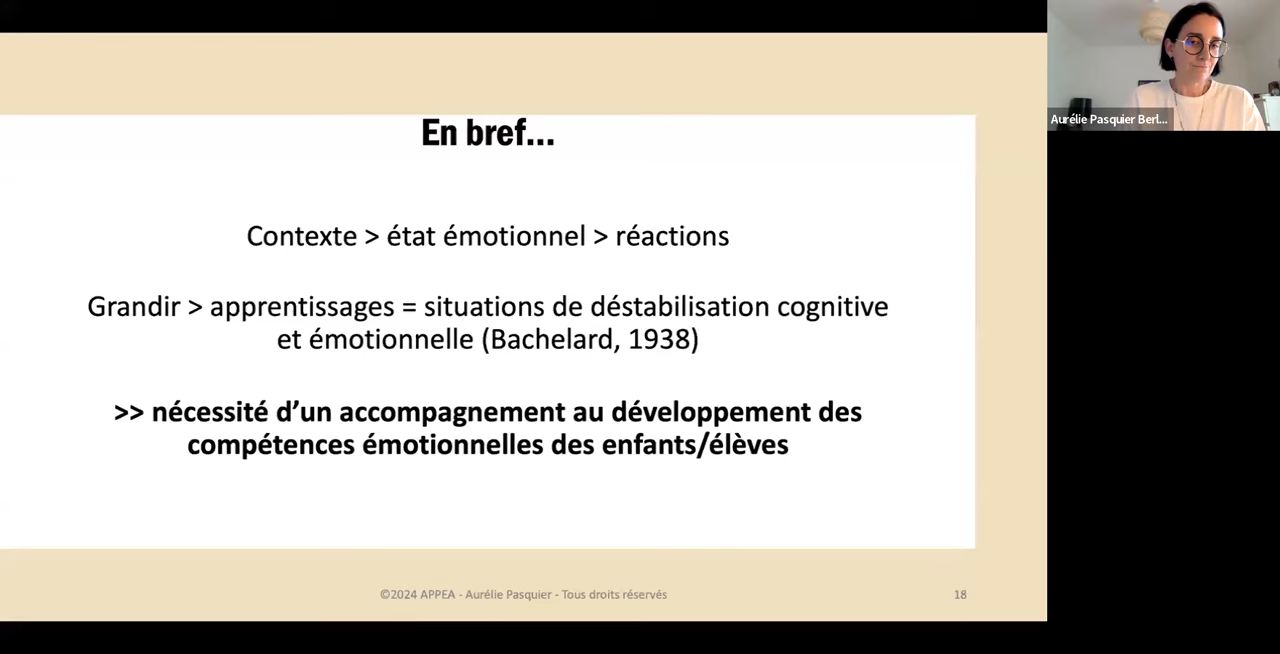 En bref...
Contexte > état émotionnel > réactions
Grandir > apprentissages = situations de déstabilisation cognitive
et émotionnelle (Bachelard, 1938)
>> nécessité d’un accompagnement au développement des
compétences émotionnelles des enfants/élèves
©2024 APPEA - Aurélie Pasquier - Tous droits réservés
18
Aurélie Pasquier Berl...